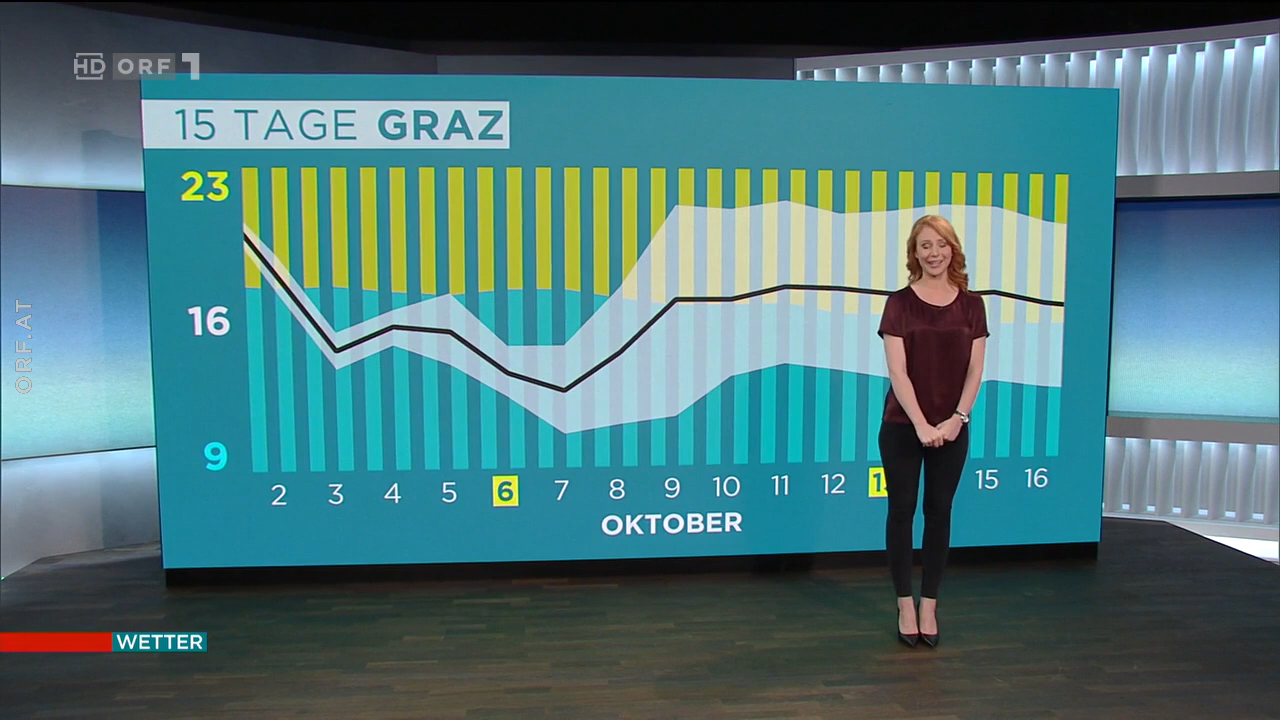 HD ORF 1
15 TAGE GRAZ
23
16
9
2 3 4 5 6 7 8 9 10 11 12 15 16
OKTOBER
ORF.AT
WETTER